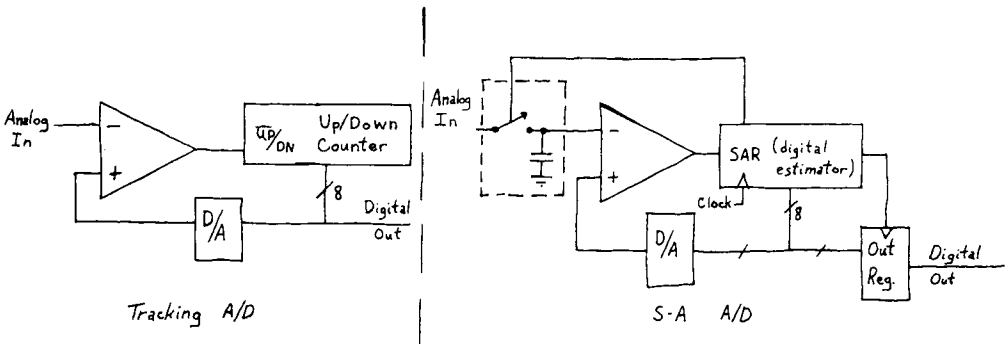 Analog
In
−
+
U̅P̅/DN
Up/Down
Counter
8
D/A
Digital
Out
Tracking A/D
Analog
In
−
+
SAR (digital
estimator)
Clock
8
D/A
Out
Reg.
Digital
Out
S-A A/D